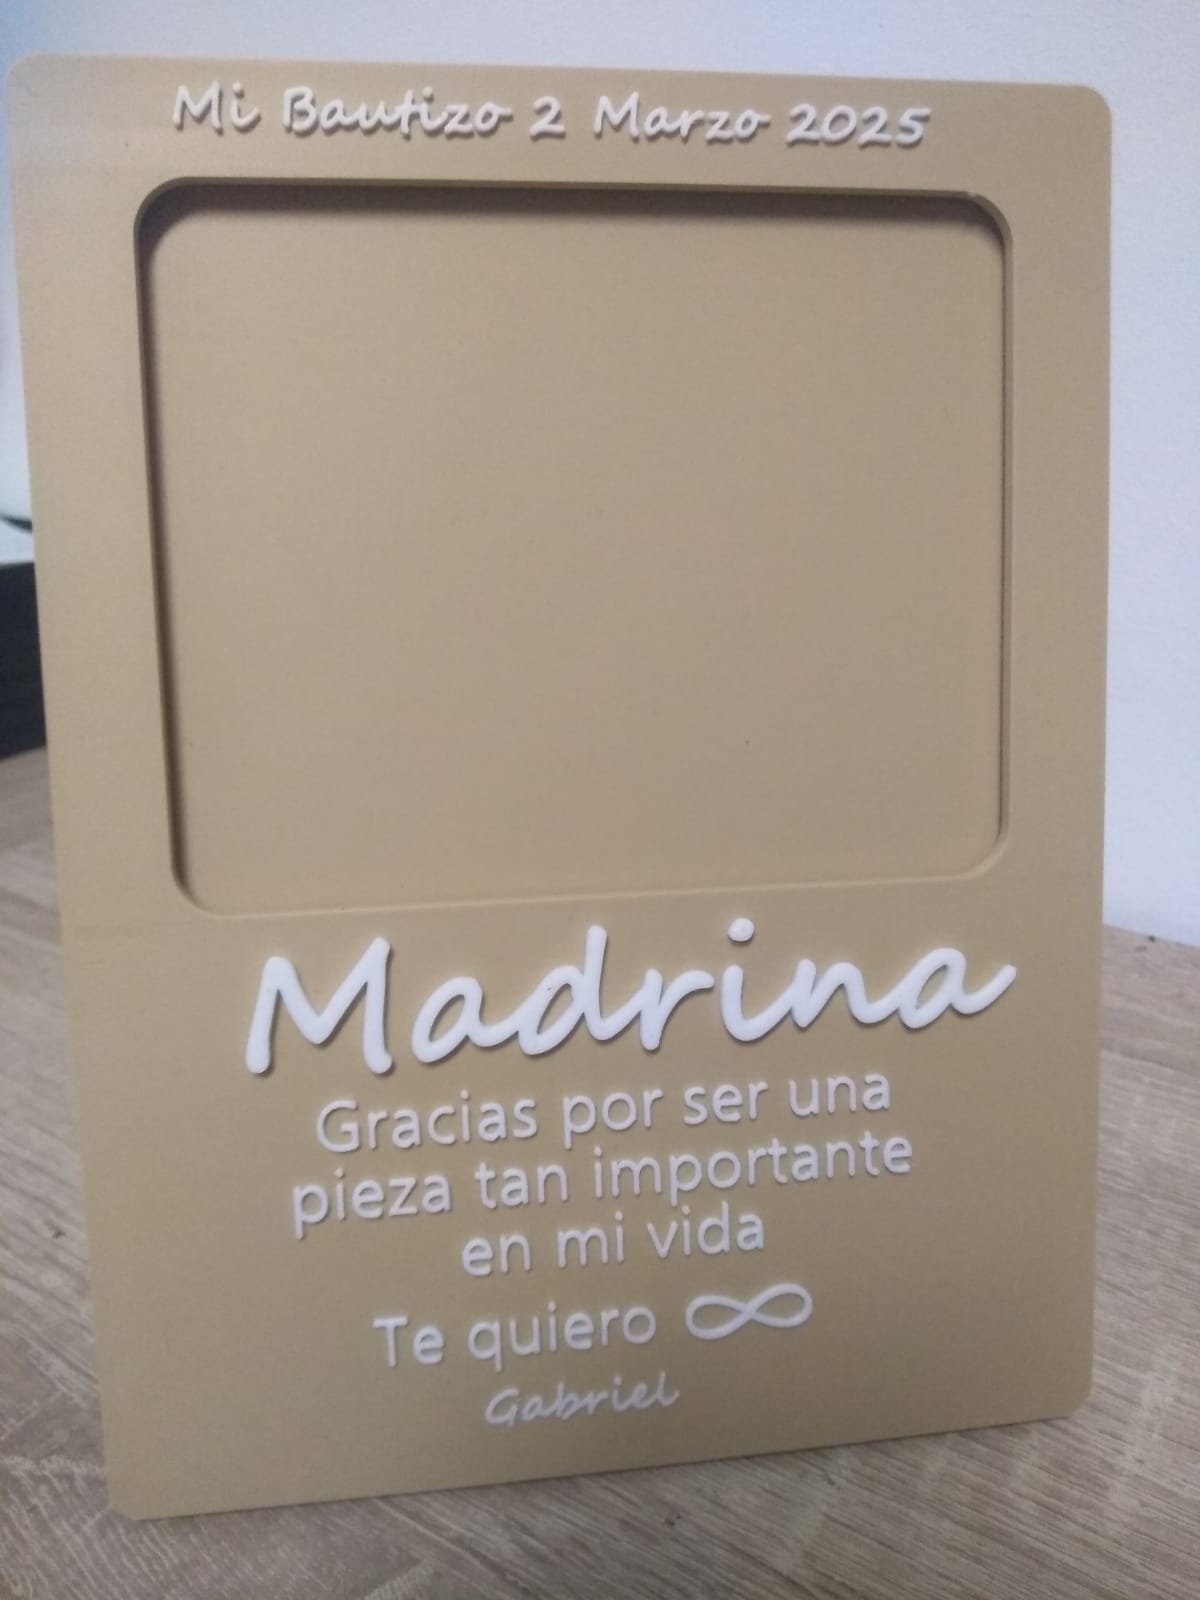 Mi Bautizo 2 Marzo 2025
Madrina
Gracias por ser una
pieza tan importante
en mi vida
Te quiero ∞
Gabriel